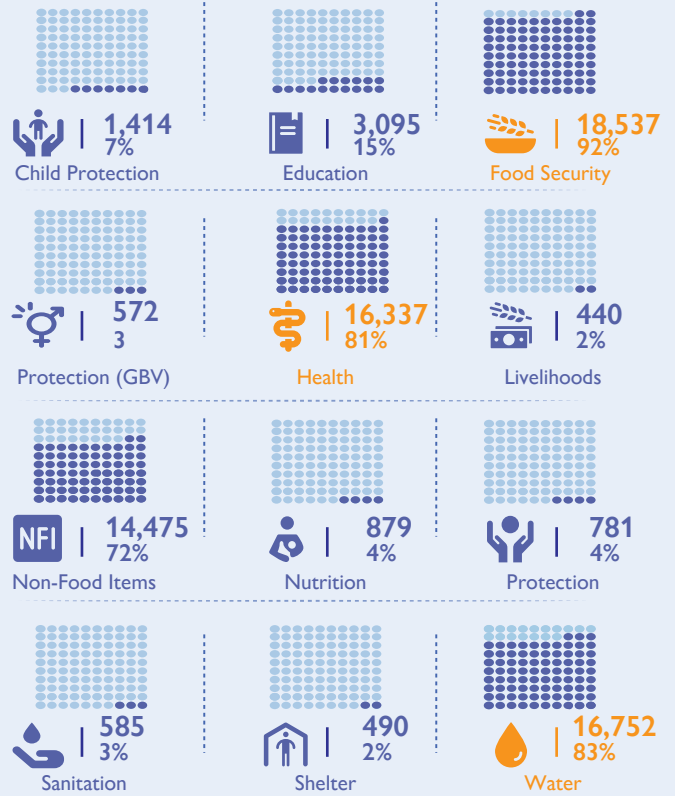 1,414
7%
Child Protection
3,095
15%
Education
18,537
92%
Food Security
572
3
Protection (GBV)
16,337
81%
Health
440
2%
Livelihoods
NFI
14,475
72%
Non-Food Items
879
4%
Nutrition
781
4%
Protection
585
3%
Sanitation
490
2%
Shelter
16,752
83%
Water